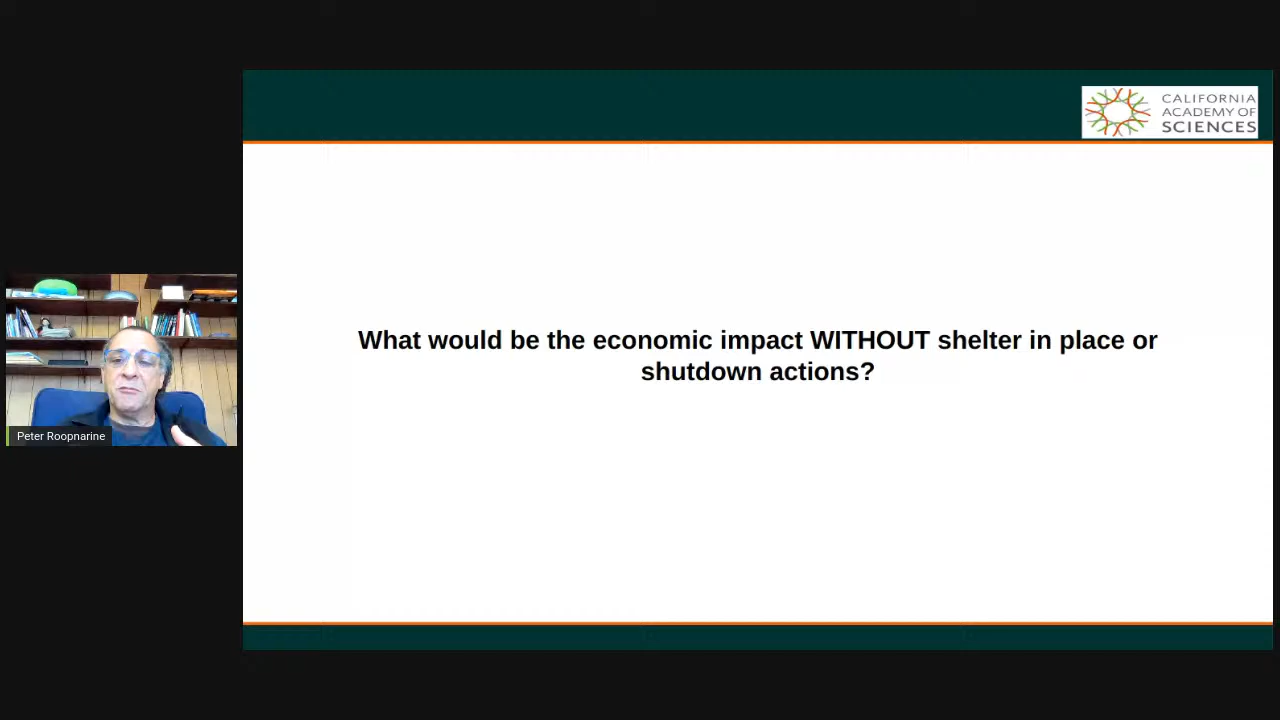 CALIFORNIA
ACADEMY OF
SCIENCES
What would be the economic impact WITHOUT shelter in place or
shutdown actions?
Peter Roopnarine